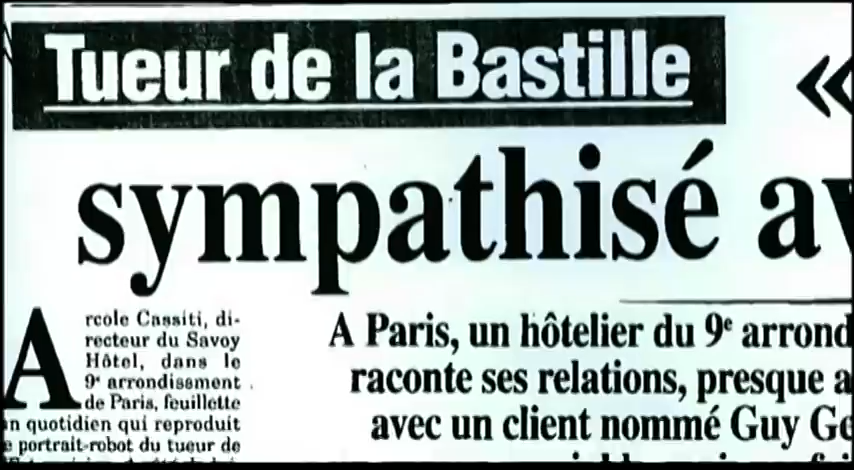 Tueur de la Bastille
«
sympathisé av
A Paris, un hôtelier du 9e arrond
raconte ses relations, presque a
avec un client nommé Guy Ge
Arcole Cassiti, di-
recteur du Savoy
Hôtel, dans le
9e arrondissement
de Paris, feuillette
un quotidien qui reproduit
e portrait-robot du tueur de